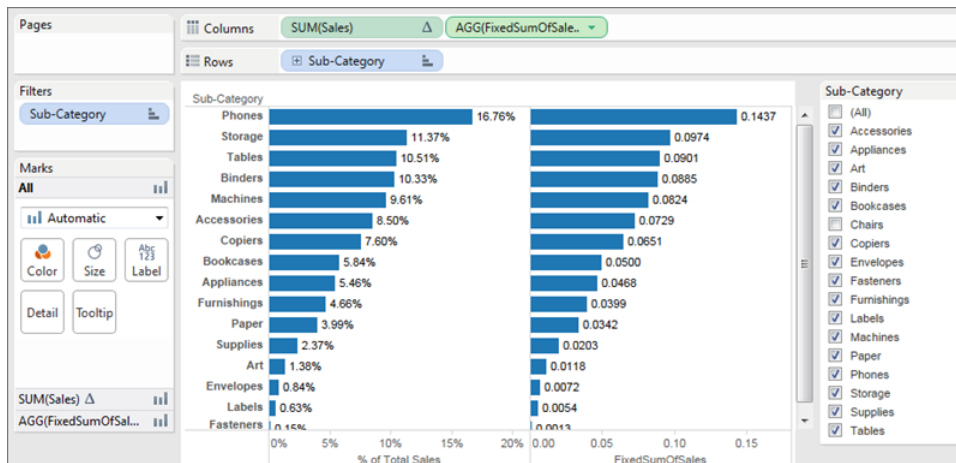 Pages
Columns SUM(Sales) Δ AGG(FixedSumOfSale..
Rows Sub-Category
Filters
Sub-Category
Marks
All
Automatic
Color Size Abc 123 Label
Detail Tooltip
SUM(Sales) Δ
AGG(FixedSumOfSal...
Sub-Category
Phones 16.76% 0.1437
Storage 11.37% 0.0974
Tables 10.51% 0.0901
Binders 10.33% 0.0885
Machines 9.61% 0.0824
Accessories 8.50% 0.0729
Copiers 7.60% 0.0651
Bookcases 5.84% 0.0500
Appliances 5.46% 0.0468
Furnishings 4.66% 0.0399
Paper 3.99% 0.0342
Supplies 2.37% 0.0203
Art 1.38% 0.0118
Envelopes 0.84% 0.0072
Labels 0.63% 0.0054
Fasteners 0.15% 0.0013
0% 5% 10% 15% 20% 0.00 0.05 0.10 0.15
% of Total Sales FixedSumOfSales
Sub-Category
(All)
Accessories
Appliances
Art
Binders
Bookcases
Chairs
Copiers
Envelopes
Fasteners
Furnishings
Labels
Machines
Paper
Phones
Storage
Supplies
Tables